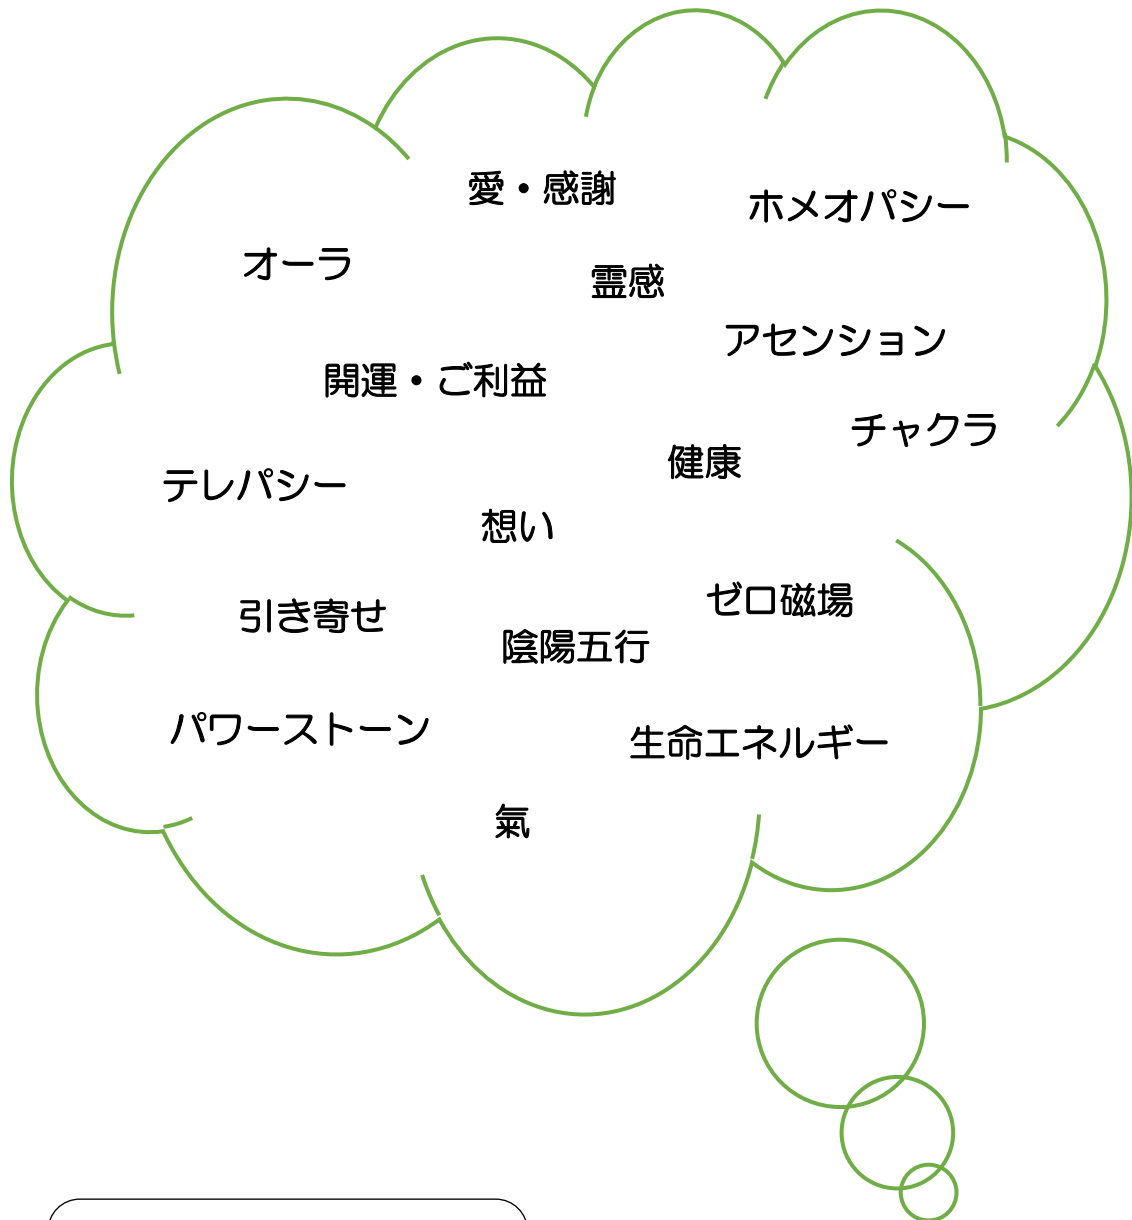 愛・感謝
ホメオパシー
オーラ
霊感
アセンション
開運・ご利益
チャクラ
健康
テレパシー
想い
ゼロ磁場
引き寄せ
陰陽五行
パワーストーン
生命エネルギー
氣